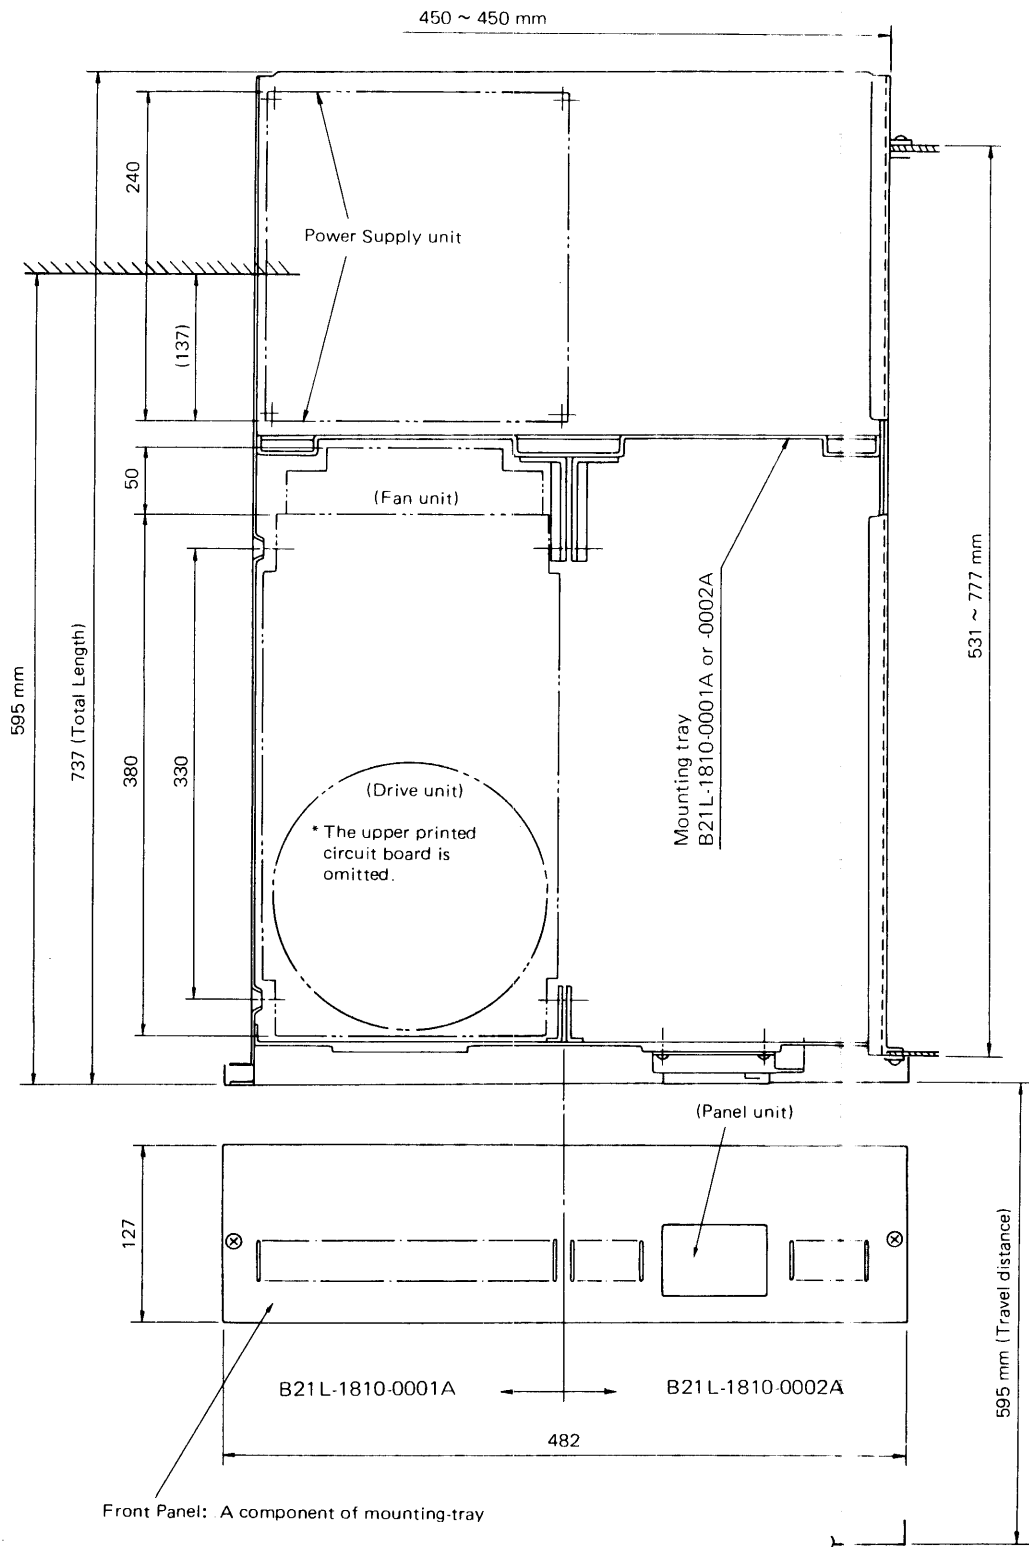 450 ~ 450 mm
240
Power Supply unit
(137)
50
(Fan unit)
595 mm
737 (Total Length)
380
330
531 ~ 777 mm
Mounting tray
B21L-1810-0001A or -0002A
(Drive unit)
* The upper printed
circuit board is
omitted.
(Panel unit)
127
595 mm (Travel distance)
B21L-1810-0001A
B21L-1810-0002A
482
Front Panel: A component of mounting-tray